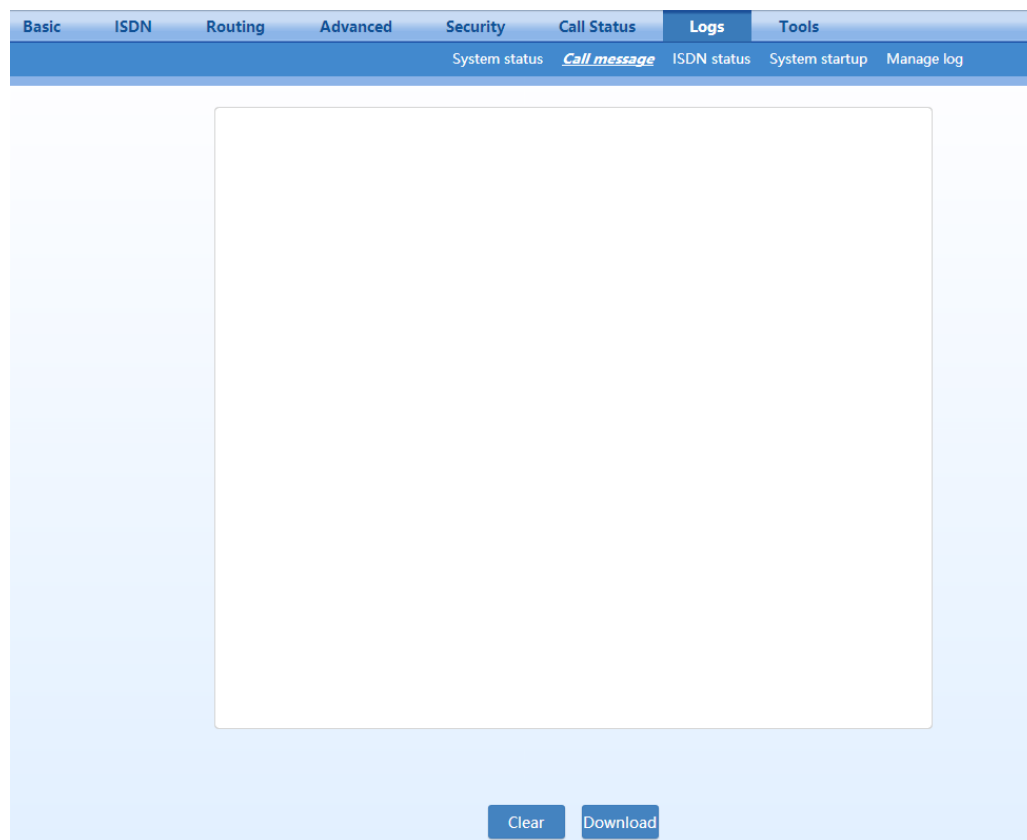 Basic ISDN Routing Advanced Security Call Status Logs Tools
System status Call message ISDN status System startup Manage log
Clear Download